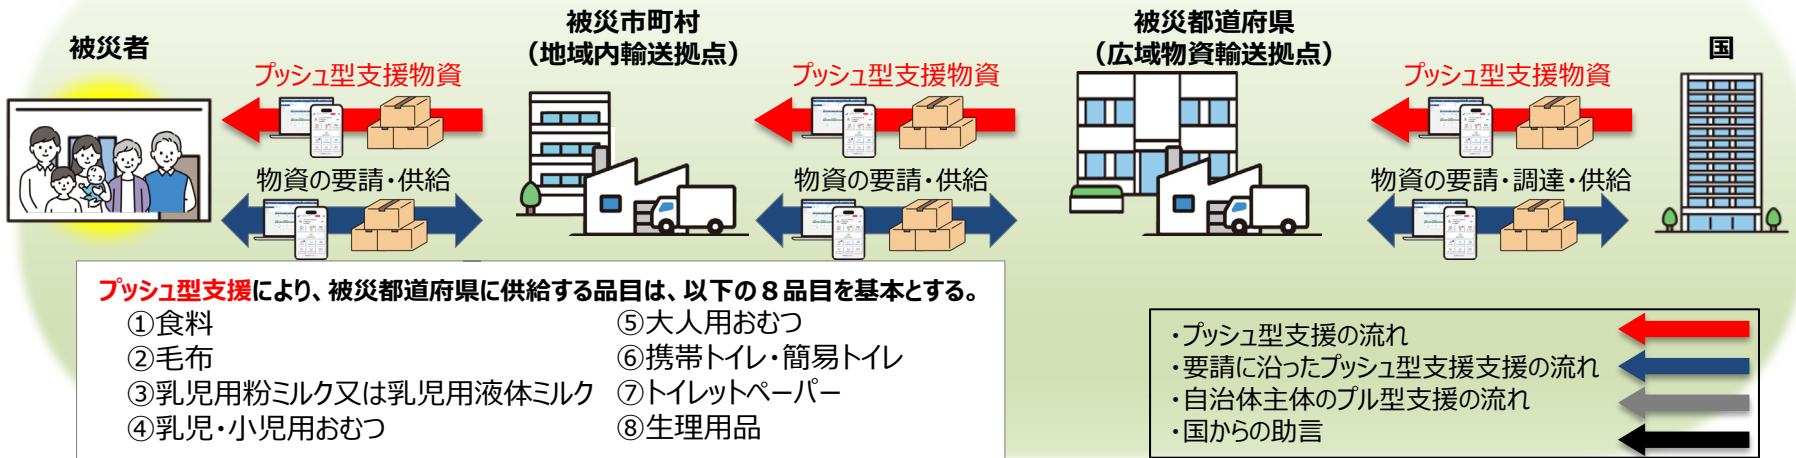 被災者
被災市町村
（地域内輸送拠点）
被災都道府県
（広域物資輸送拠点）
国
プッシュ型支援物資
プッシュ型支援物資
プッシュ型支援物資
物資の要請・供給
物資の要請・供給
物資の要請・調達・供給
プッシュ型支援により、被災都道府県に供給する品目は、以下の８品目を基本とする。
①食料
②毛布
③乳児用粉ミルク又は乳児用液体ミルク
④乳児・小児用おむつ
⑤大人用おむつ
⑥携帯トイレ・簡易トイレ
⑦トイレットペーパー
⑧生理用品
・プッシュ型支援の流れ
・要請に沿ったプッシュ型支援支援の流れ
・自治体主体のプル型支援の流れ
・国からの助言